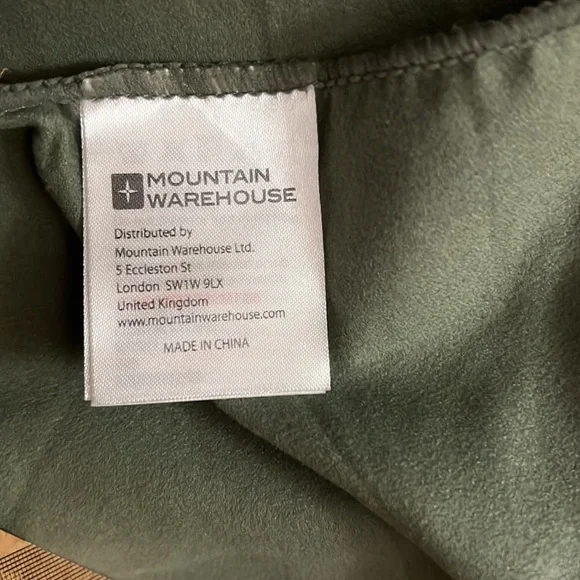 MOUNTAIN
WAREHOUSE
Distributed by
Mountain Warehouse Ltd.
5 Eccleston St
London SW1W 9LX
United Kingdom
www.mountainwarehouse.com
MADE IN CHINA